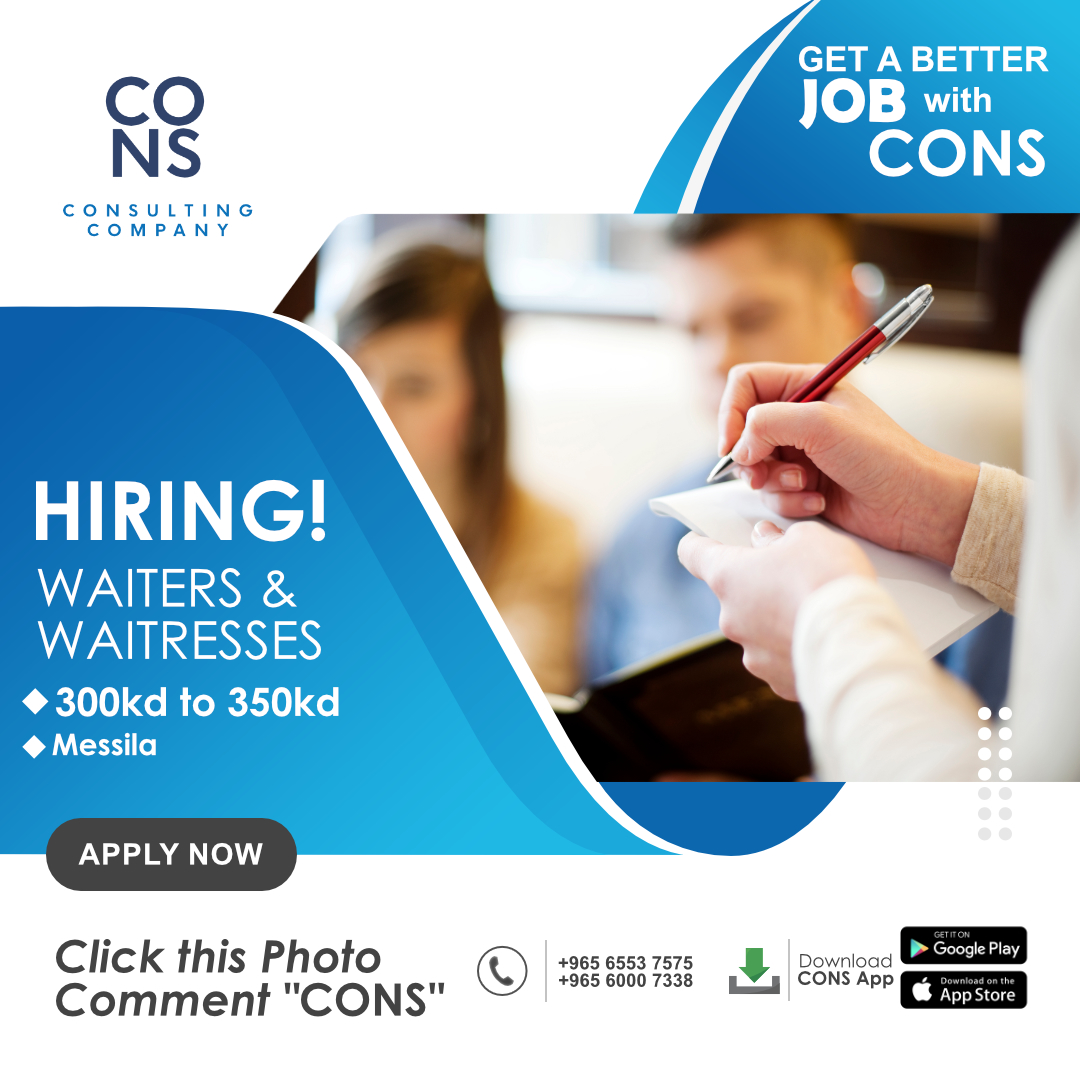 CO
NS
CONSULTING
COMPANY
GET A BETTER
JOB with
CONS
HIRING!
WAITERS &
WAITRESSES
300kd to 350kd
Messila
APPLY NOW
Click this Photo
Comment "CONS"
+965 6553 7575
+965 6000 7338
Download
CONS App
GET IT ON
Google Play
Download on the
App Store